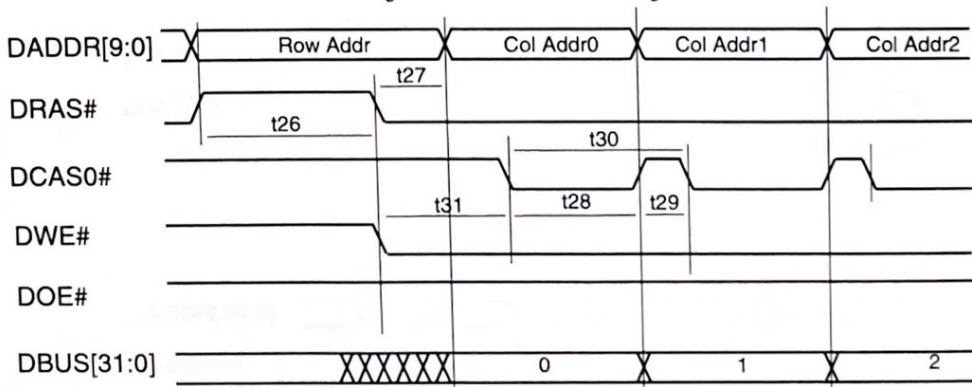 DADDR[9:0] Row Addr Col Addr0 Col Addr1 Col Addr2
t27
DRAS#
t26
t30
DCAS0#
t31 t28 t29
DWE#
DOE#
DBUS[31:0] 0 1 2